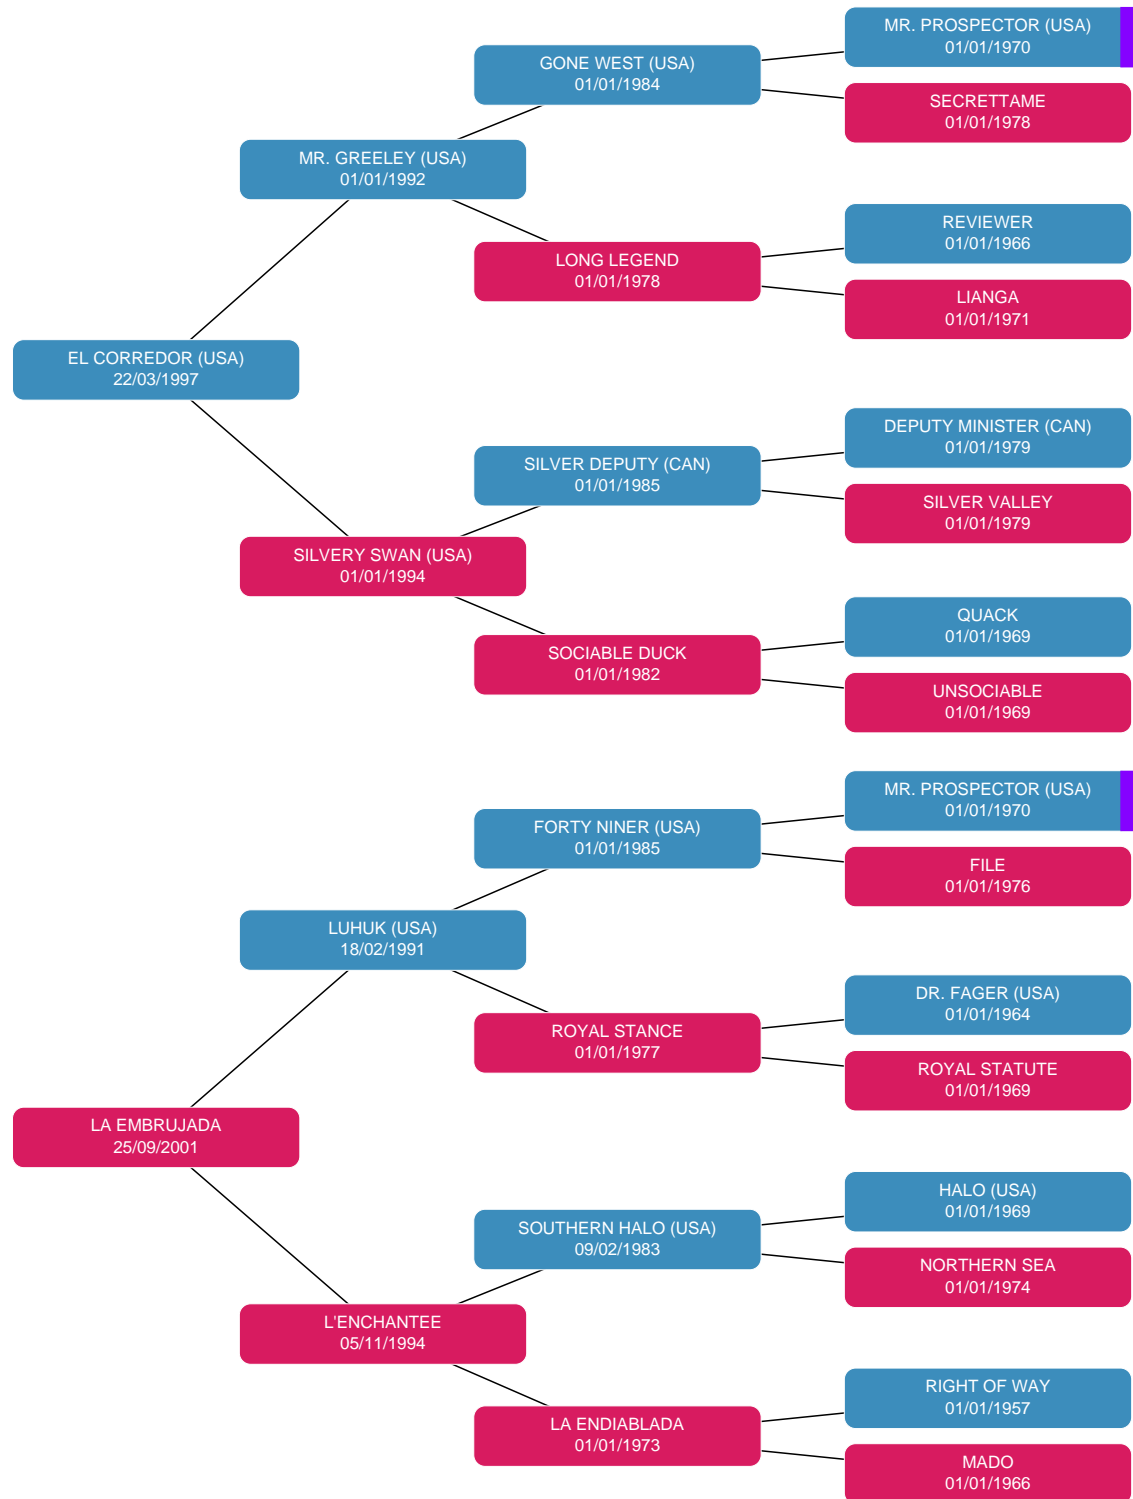 MR. PROSPECTOR (USA)
01/01/1970
GONE WEST (USA)
01/01/1984
SECRETTAME
01/01/1978
MR. GREELEY (USA)
01/01/1992
REVIEWER
01/01/1966
LONG LEGEND
01/01/1978
LIANGA
01/01/1971
EL CORREDOR (USA)
22/03/1997
DEPUTY MINISTER (CAN)
01/01/1979
SILVER DEPUTY (CAN)
01/01/1985
SILVER VALLEY
01/01/1979
SILVERY SWAN (USA)
01/01/1994
QUACK
01/01/1969
SOCIABLE DUCK
01/01/1982
UNSOCIABLE
01/01/1969
MR. PROSPECTOR (USA)
01/01/1970
FORTY NINER (USA)
01/01/1985
FILE
01/01/1976
LUHUK (USA)
18/02/1991
DR. FAGER (USA)
01/01/1964
ROYAL STANCE
01/01/1977
ROYAL STATUTE
01/01/1969
LA EMBRUJADA
25/09/2001
HALO (USA)
01/01/1969
SOUTHERN HALO (USA)
09/02/1983
NORTHERN SEA
01/01/1974
L'ENCHANTEE
05/11/1994
RIGHT OF WAY
01/01/1957
LA ENDIABLADA
01/01/1973
MADO
01/01/1966